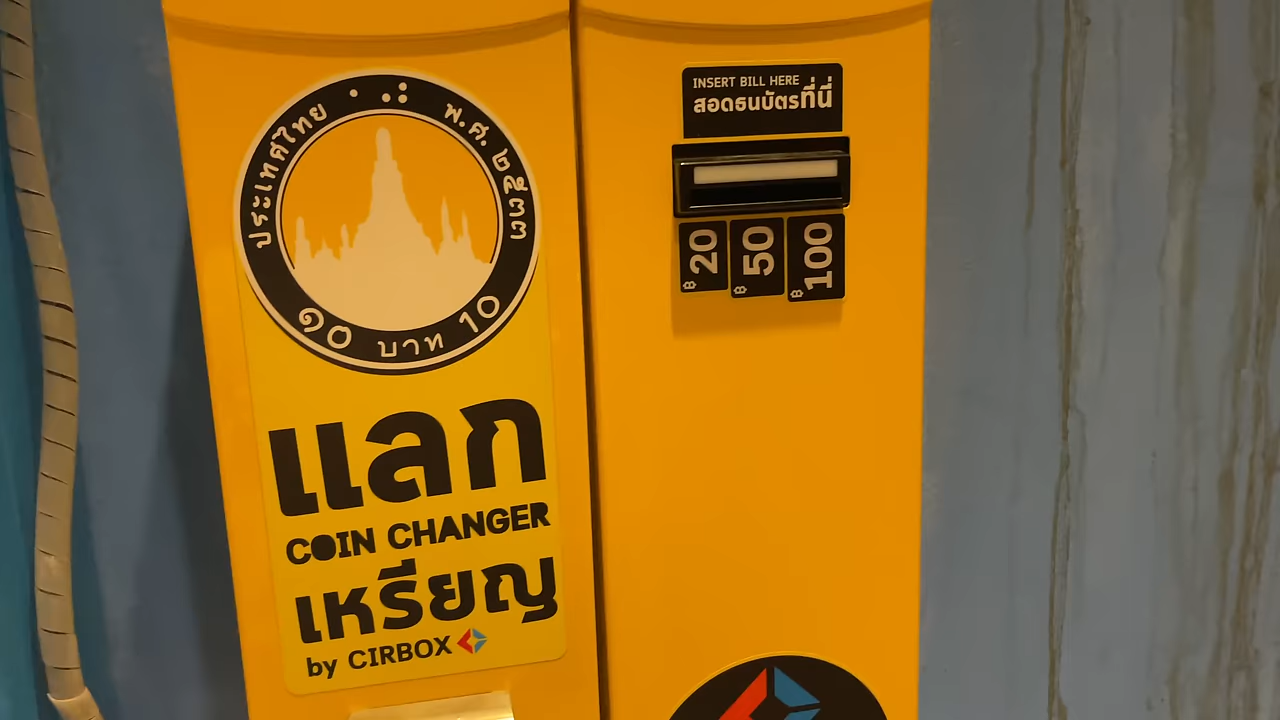 ประเทศไทย • พ.ศ. ๒๕๓๓
๑๐ บาท 10
แลก
COIN CHANGER
เหรียญ
by CIRBOX
INSERT BILL HERE
สอดธนบัตรที่นี่
฿20
฿50
฿100